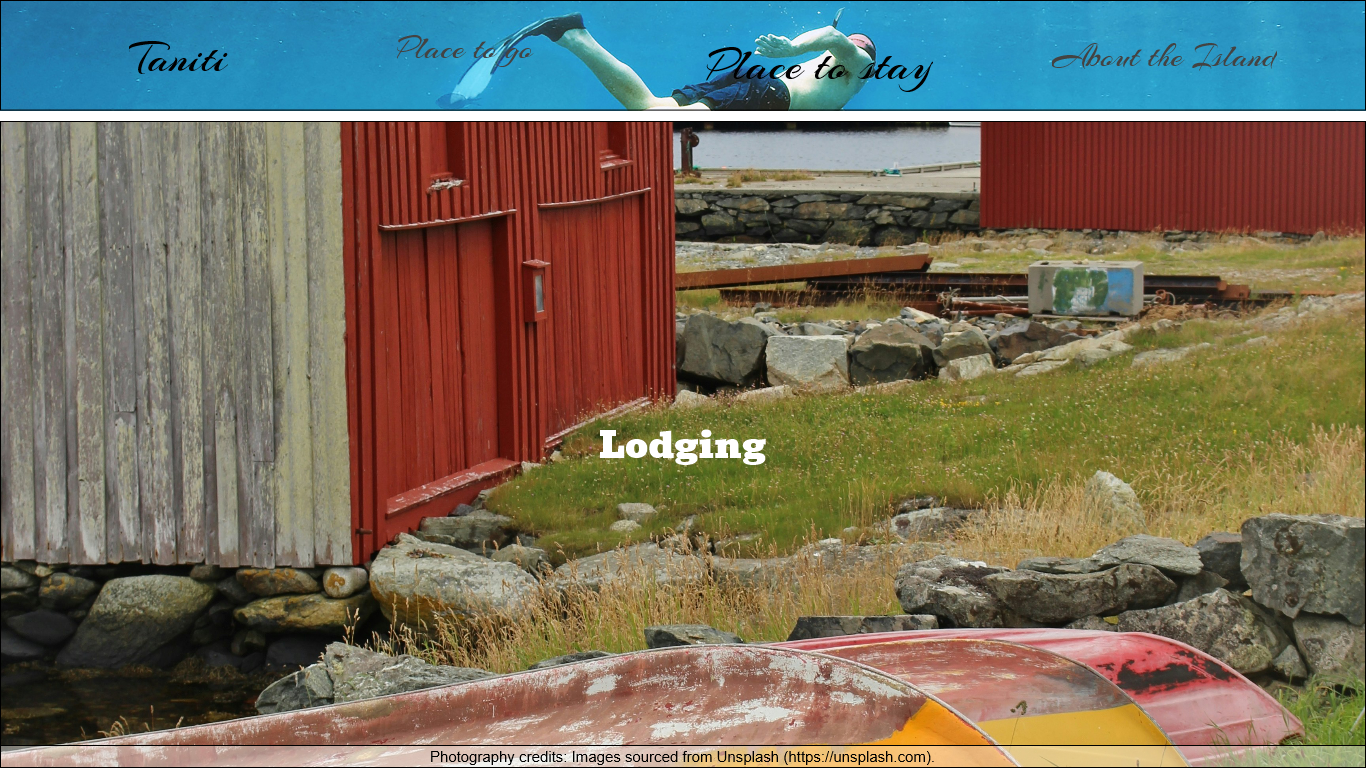 Taniti
Place to go
Place to stay
About the Island
Lodging
Photography credits: Images sourced from Unsplash (https://unsplash.com).